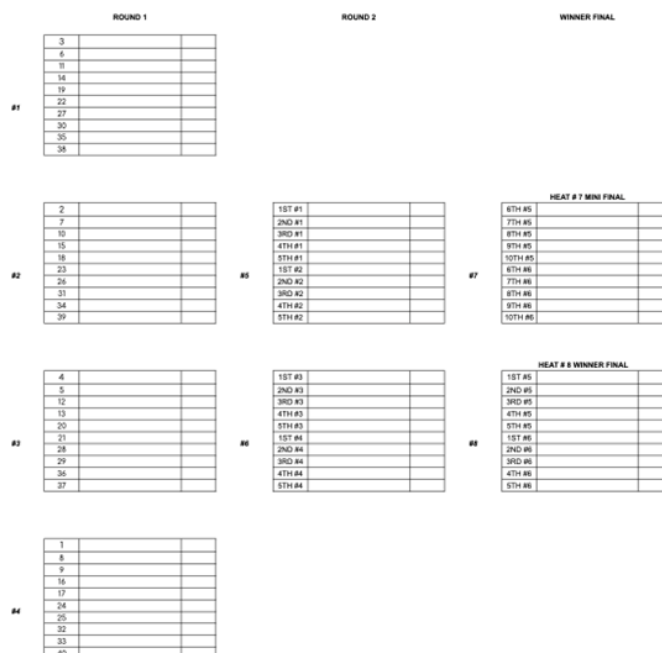 ROUND 1
ROUND 2
WINNER FINAL
#1
3
6
11
14
19
22
27
30
35
38
#2
2
7
10
15
18
23
26
31
34
39
#5
1ST #1
2ND #1
3RD #1
4TH #1
5TH #1
1ST #2
2ND #2
3RD #2
4TH #2
5TH #2
HEAT # 7 MINI FINAL
#7
6TH #5
7TH #5
8TH #5
9TH #5
10TH #5
6TH #6
7TH #6
8TH #6
9TH #6
10TH #6
#3
4
5
12
13
20
21
28
29
36
37
#6
1ST #3
2ND #3
3RD #3
4TH #3
5TH #3
1ST #4
2ND #4
3RD #4
4TH #4
5TH #4
HEAT # 8 WINNER FINAL
#8
1ST #5
2ND #5
3RD #5
4TH #5
5TH #5
1ST #6
2ND #6
3RD #6
4TH #6
5TH #6
#4
1
8
9
16
17
24
25
32
33